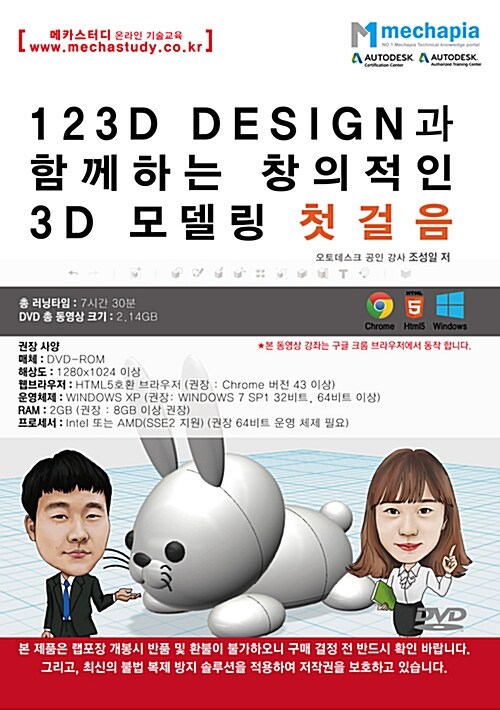 메카스터디 온라인 기술교육
www.mechastudy.co.kr
mechapia
NO.1 Mechapia Technical knowledge portal
AUTODESK. AUTODESK.
Certification Center Authorized Training Center
123D DESIGN과
함께하는 창의적인
3D 모델링 첫걸음
오토데스크 공인 강사 조성일 저
총 러닝타임 : 7시간 30분
DVD 총 동영상 크기 : 2.14GB
HTML
5
Chrome Html5 Windows
권장 사양
★본 동영상 강좌는 구글 크롬 브라우저에서 동작 합니다.
매체 : DVD-ROM
해상도 : 1280x1024 이상
웹브라우저 : HTML5호환 브라우저 (권장 : Chrome 버전 43 이상)
운영체제 : WINDOWS XP (권장: WINDOWS 7 SP1 32비트, 64비트 이상)
RAM : 2GB (권장 : 8GB 이상 권장)
프로세서 : Intel 또는 AMD(SSE2 지원) (권장 64비트 운영 체제 필요)
DVD
본 제품은 랩포장 개봉시 반품 및 환불이 불가하오니 구매 결정 전 반드시 확인 바랍니다.
그리고, 최신의 불법 복제 방지 솔루션을 적용하여 저작권을 보호하고 있습니다.